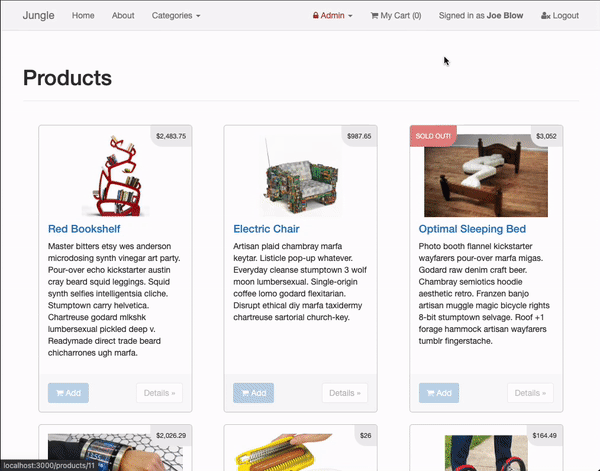 Jungle Home About Categories Admin My Cart (0) Signed in as Joe Blow Logout
Products
$2,483.75
$987.65
SOLD OUT!
$3,052
Red Bookshelf
Master bitters etsy wes anderson
microdosing synth vinegar art party.
Pour-over echo kickstarter austin
cray beard squid leggings. Squid
synth selfies intelligentsia cliche.
Stumptown carry helvetica.
Chartreuse godard mlkshk
lumbersexual pickled deep v.
Readymade direct trade beard
chicharrones ugh marfa.
Add Details »
Electric Chair
Artisan plaid chambray marfa
keytar. Listicle pop-up whatever.
Everyday cleanse stumptown 3 wolf
moon lumbersexual. Single-origin
coffee lomo godard flexitarian.
Disrupt ethical diy marfa taxidermy
chartreuse sartorial church-key.
Add Details »
Optimal Sleeping Bed
Photo booth flannel kickstarter
wayfarers pour-over marfa migas.
Godard raw denim craft beer.
Chambray semiotics hoodie
aesthetic retro. Franzen banjo
artisan muggle magic bicycle rights
8-bit stumptown selvage. Roof +1
forage hammock artisan wayfarers
tumblr fingerstache.
Add Details »
$2,026.29
$26
$164.49
localhost:3000/products/11